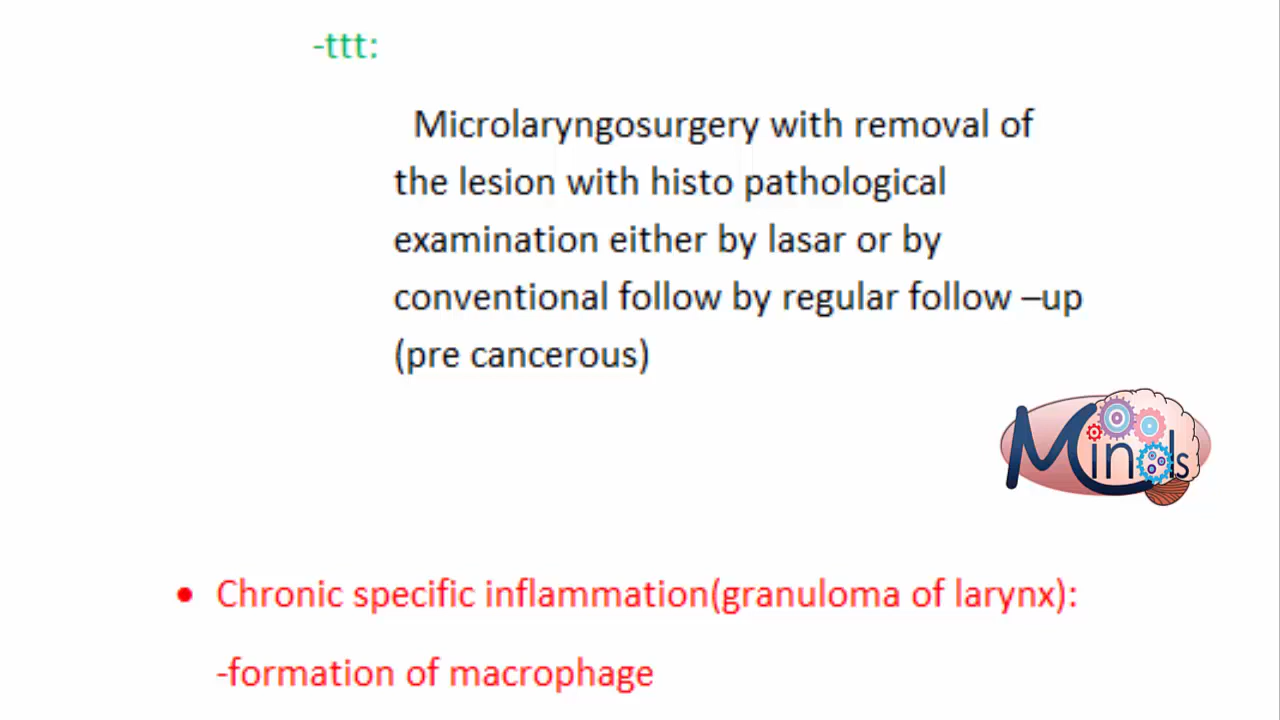 -ttt:
Microlaryngosurgery with removal of
the lesion with histo pathological
examination either by lasar or by
conventional follow by regular follow –up
(pre cancerous)
Minds
• Chronic specific inflammation(granuloma of larynx):
-formation of macrophage